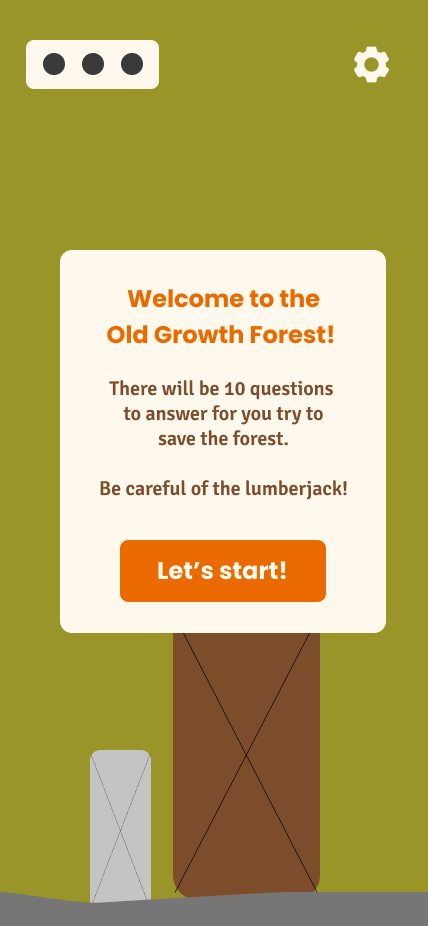 Welcome to the
Old Growth Forest!
There will be 10 questions
to answer for you try to
save the forest.
Be careful of the lumberjack!
Let’s start!